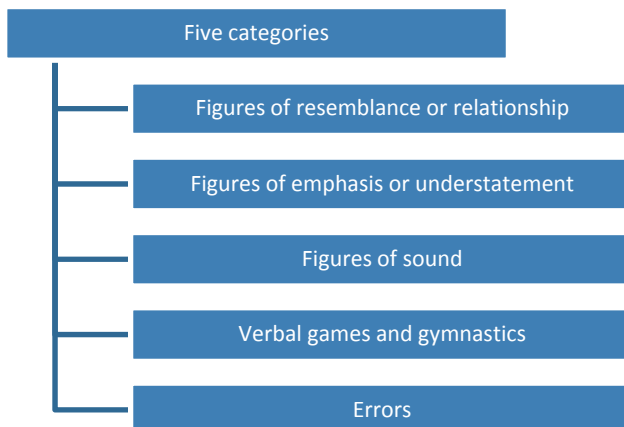 Five categories
Figures of resemblance or relationship
Figures of emphasis or understatement
Figures of sound
Verbal games and gymnastics
Errors